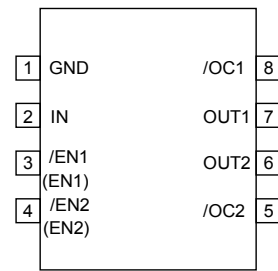 1 GND /OC1 8
2 IN OUT1 7
3 /EN1 OUT2 6
(EN1)
4 /EN2 /OC2 5
(EN2)